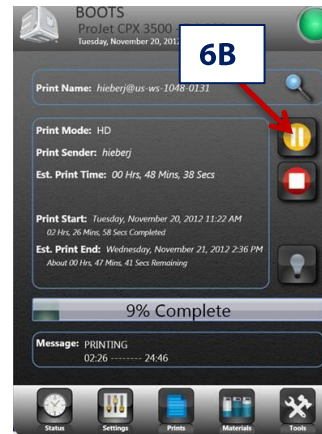 BOOTS
ProJet CPX 3500
Tuesday, November 20, 2012
6B
Print Name: hieberj@us-ws-1048-0131
Print Mode: HD
Print Sender: hieberj
Est. Print Time: 00 Hrs, 48 Mins, 38 Secs
Print Start: Tuesday, November 20, 2012 11:22 AM
02 Hrs, 26 Mins, 58 Secs Completed
Est. Print End: Wednesday, November 21, 2012 2:36 PM
About 00 Hrs, 47 Mins, 41 Secs Remaining
9% Complete
Message: PRINTING
02:26 -------- 24:46
Status Settings Prints Materials Tools